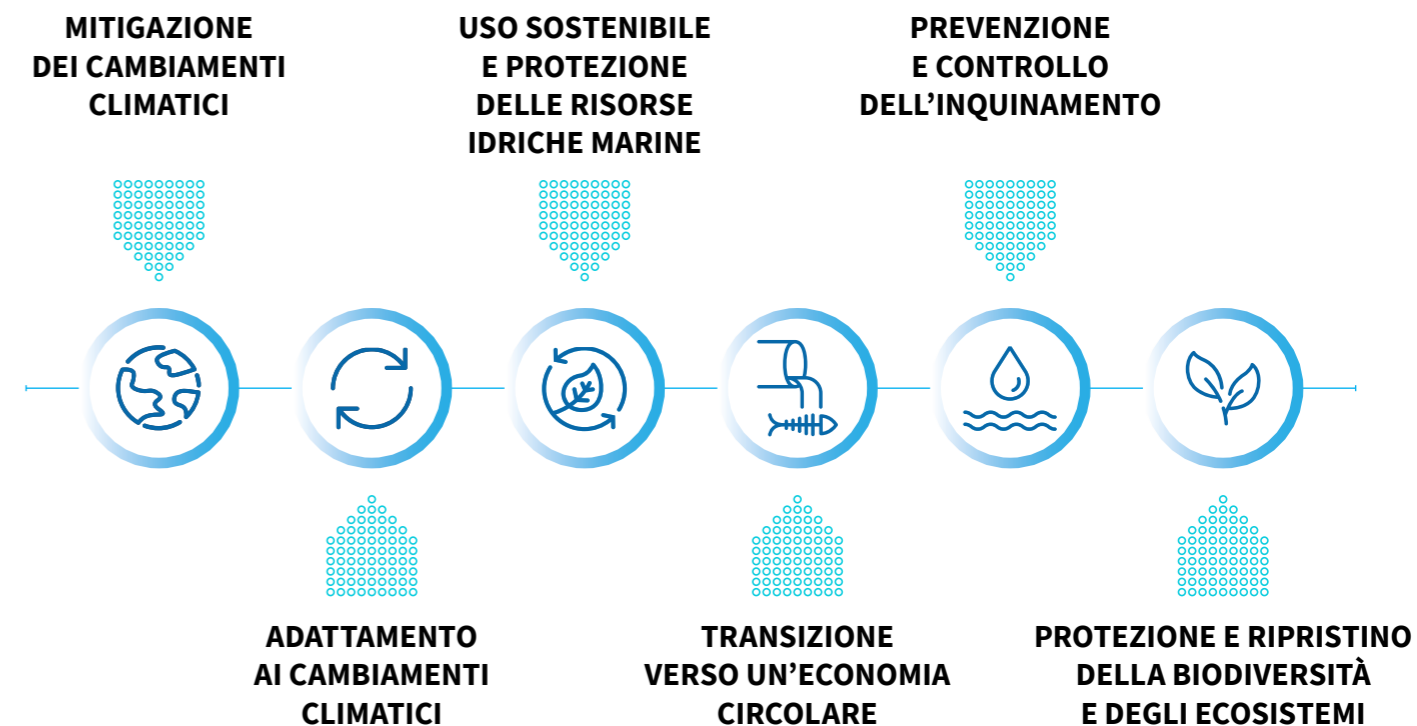 MITIGAZIONE
DEI CAMBIAMENTI
CLIMATICI
USO SOSTENIBILE
E PROTEZIONE
DELLE RISORSE
IDRICHE MARINE
PREVENZIONE
E CONTROLLO
DELL’INQUINAMENTO
ADATTAMENTO
AI CAMBIAMENTI
CLIMATICI
TRANSIZIONE
VERSO UN’ECONOMIA
CIRCOLARE
PROTEZIONE E RIPRISTINO
DELLA BIODIVERSITÀ
E DEGLI ECOSISTEMI